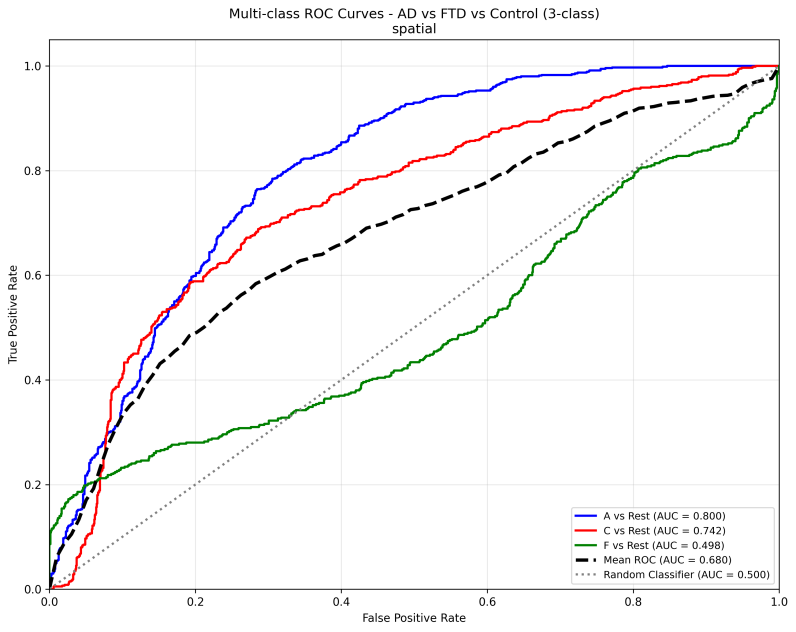 Multi-class ROC Curves - AD vs FTD vs Control (3-class)
spatial
True Positive Rate
1.0
0.8
0.6
0.4
0.2
0.0
A vs Rest (AUC = 0.800)
C vs Rest (AUC = 0.742)
F vs Rest (AUC = 0.498)
Mean ROC (AUC = 0.680)
Random Classifier (AUC = 0.500)
0.0 0.2 0.4 0.6 0.8 1.0
False Positive Rate